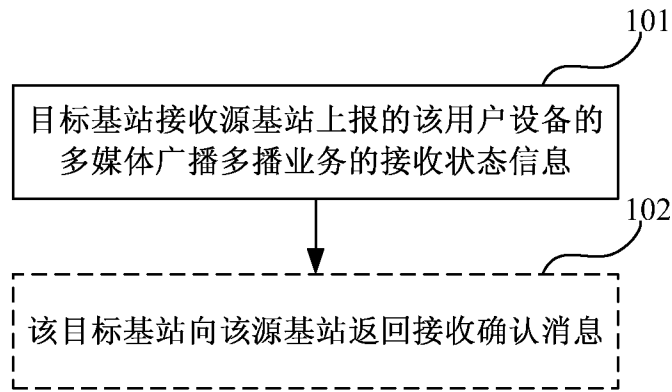 101
目标基站接收源基站上报的该用户设备的
多媒体广播多播业务的接收状态信息
102
该目标基站向该源基站返回接收确认消息